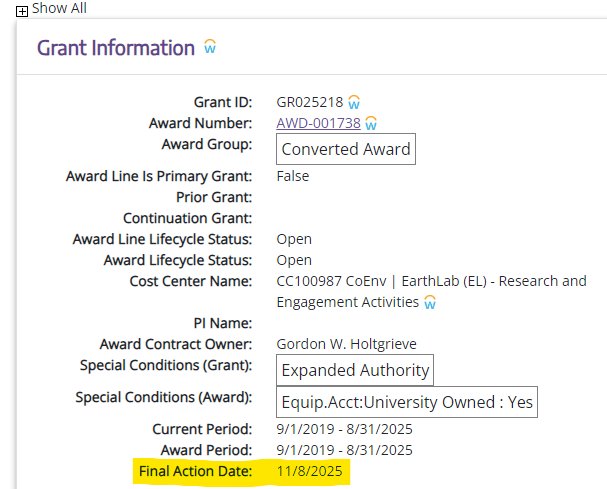 Show All
Grant Information
Grant ID: GR025218
Award Number: AWD-001738
Award Group: Converted Award
Award Line Is Primary Grant: False
Prior Grant:
Continuation Grant:
Award Line Lifecycle Status: Open
Award Lifecycle Status: Open
Cost Center Name: CC100987 CoEnv | EarthLab (EL) - Research and
Engagement Activities
PI Name:
Award Contract Owner: Gordon W. Holtgrieve
Special Conditions (Grant): Expanded Authority
Special Conditions (Award): Equip.Acct:University Owned : Yes
Current Period: 9/1/2019 - 8/31/2025
Award Period: 9/1/2019 - 8/31/2025
Final Action Date: 11/8/2025